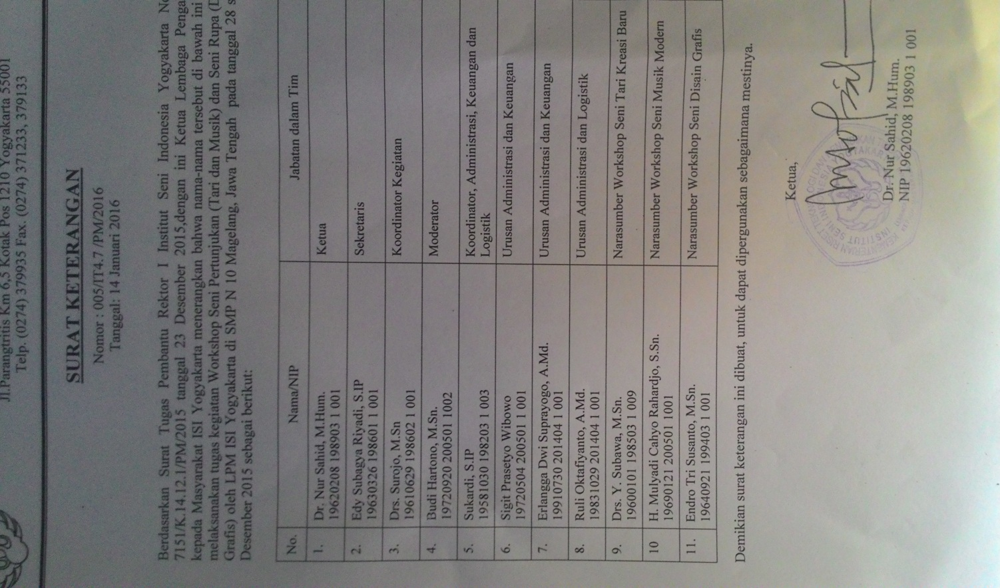 Jl.Parangtritis Km 6,5 Kotak Pos 1210 Yogyakarta 55001
Telp. (0274) 379935 Fax. (0274) 371233, 379133
SURAT KETERANGAN
Nomor : 005/IT4.7 /PM/2016
Tanggal: 14 Januari 2016
Berdasarkan Surat Tugas Pembantu Rektor I Institut Seni Indonesia Yogyakarta
7151/K.14.12.1/PM/2015 tanggal 23 Desember 2015,dengan ini Ketua Lembaga
kepada Masyarakat ISI Yogyakarta menerangkan bahwa nama-nama tersebut di bawah ini
melaksanakan tugas kegiatan Workshop Seni Pertunjukan (Tari dan Musik) dan Seni Rupa
Grafis) oleh LPM ISI Yogyakarta di SMP N 10 Magelang, Jawa Tengah pada tanggal 28
Desember 2015 sebagai berikut:
No. Nama/NIP Jabatan dalam Tim
1. Dr. Nur Sahid, M.Hum. Ketua
19620208 198903 1 001
2. Edy Subagya Riyadi, S.IP Sekretaris
19630326 198601 1 001
3. Drs. Surojo, M.Sn Koordinator Kegiatan
19610629 198602 1 001
4. Budi Hartono, M.Sn. Moderator
19720920 200501 1002
5. Sukardi, S.IP Koordinator, Administrasi, Keuangan dan
19581030 198203 1 003 Logistik
6. Sigit Prasetyo Wibowo Urusan Administrasi dan Keuangan
19720504 200501 1 001
7. Erlangga Dwi Suprayogo, A.Md. Urusan Administrasi dan Keuangan
19910730 201404 1 001
8. Ruli Oktafiyanto, A.Md. Urusan Administrasi dan Logistik
19831029 201404 1 001
9. Drs. Y. Subawa, M.Sn. Narasumber Workshop Seni Tari Kreasi Baru
19600101 198503 1 009
10 H. Mulyadi Cahyo Rahardjo, S.Sn. Narasumber Workshop Seni Musik Modern
19690121 200501 1001
11. Endro Tri Susanto, M.Sn. Narasumber Workshop Seni Disain Grafis
19640921 199403 1 001
Demikian surat keterangan ini dibuat, untuk dapat dipergunakan sebagaimana mestinya.
Ketua,
Dr. Nur Sahid, M.Hum.
NIP 19620208 198903 1 001